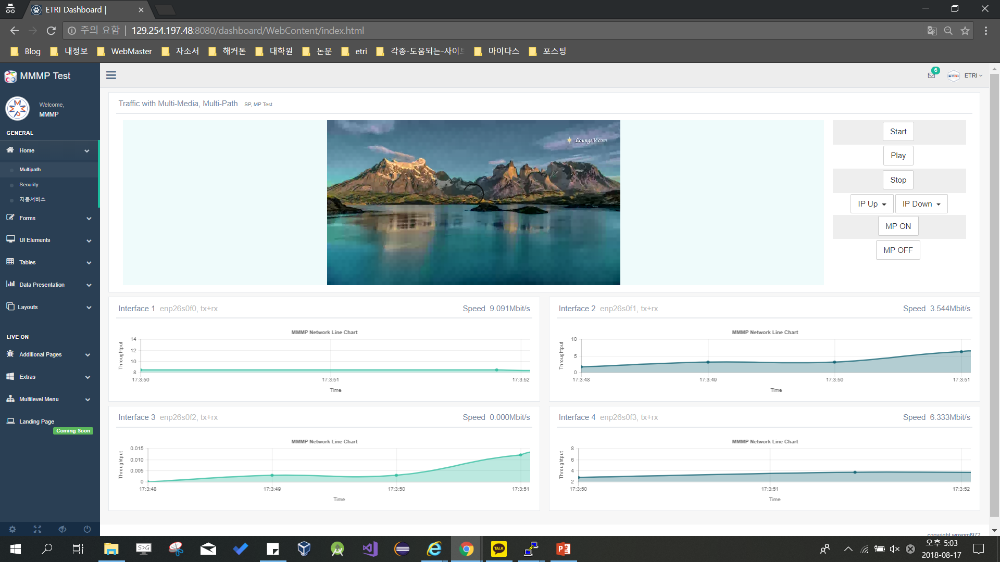 ETRI Dashboard |
주의 요함 | 129.254.197.48:8080/dashboard/WebContent/index.html
Blog 내정보 WebMaster 자소서 해커톤 대학원 논문 etri 각종-도움되는-사이트 마이다스 포스팅
MMMP Test
6
ETRI
Welcome,
MMMP
GENERAL
Home
Multipath
Security
차등서비스
Forms
UI Elements
Tables
Data Presentation
Layouts
LIVE ON
Additional Pages
Extras
Multilevel Menu
Landing Page
Coming Soon
Traffic with Multi-Media, Multi-Path SP, MP Test
LoungeV.com
Start
Play
Stop
IP Up IP Down
MP ON
MP OFF
Interface 1 enp26s0f0, tx+rx Speed 9.091Mbit/s
MMMP Network Line Chart
Throughtput
14
12
10
8
17:3:50 17:3:51 17:3:52
Time
Interface 2 enp26s0f1, tx+rx Speed 3.544Mbit/s
MMMP Network Line Chart
Throughtput
10
5
0
17:3:48 17:3:49 17:3:50 17:3:51
Time
Interface 3 enp26s0f2, tx+rx Speed 0.000Mbit/s
MMMP Network Line Chart
Throughtput
0.015
0.010
0.005
0
17:3:48 17:3:49 17:3:50 17:3:51
Time
Interface 4 enp26s0f3, tx+rx Speed 6.333Mbit/s
MMMP Network Line Chart
Throughtput
8
6
4
2
17:3:50 17:3:51 17:3:52
Time
copyright wnsgml972
S>G
TALK
오후 5:03
2018-08-17